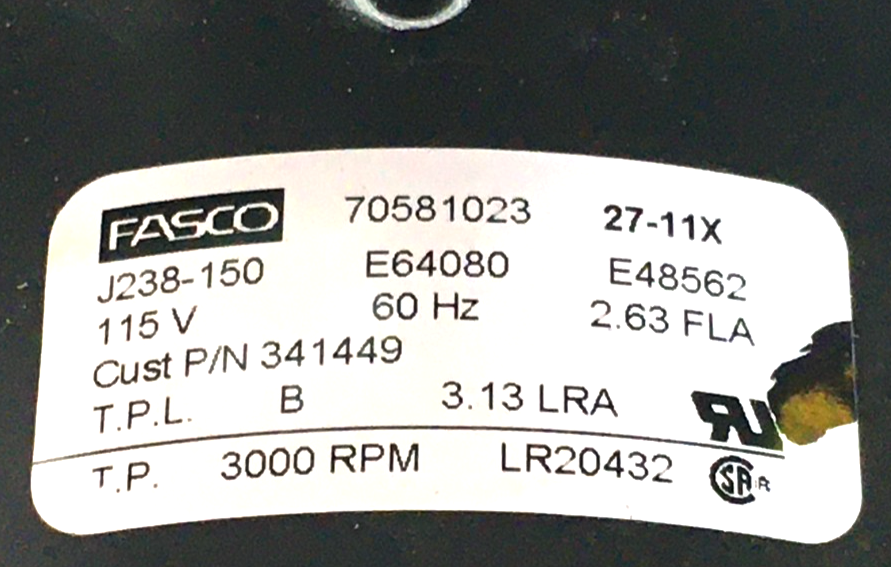 FASCO 70581023 27-11X
J238-150 E64080 E48562
115 V 60 Hz 2.63 FLA
Cust P/N 341449
T.P.L. B 3.13 LRA
T.P. 3000 RPM LR20432